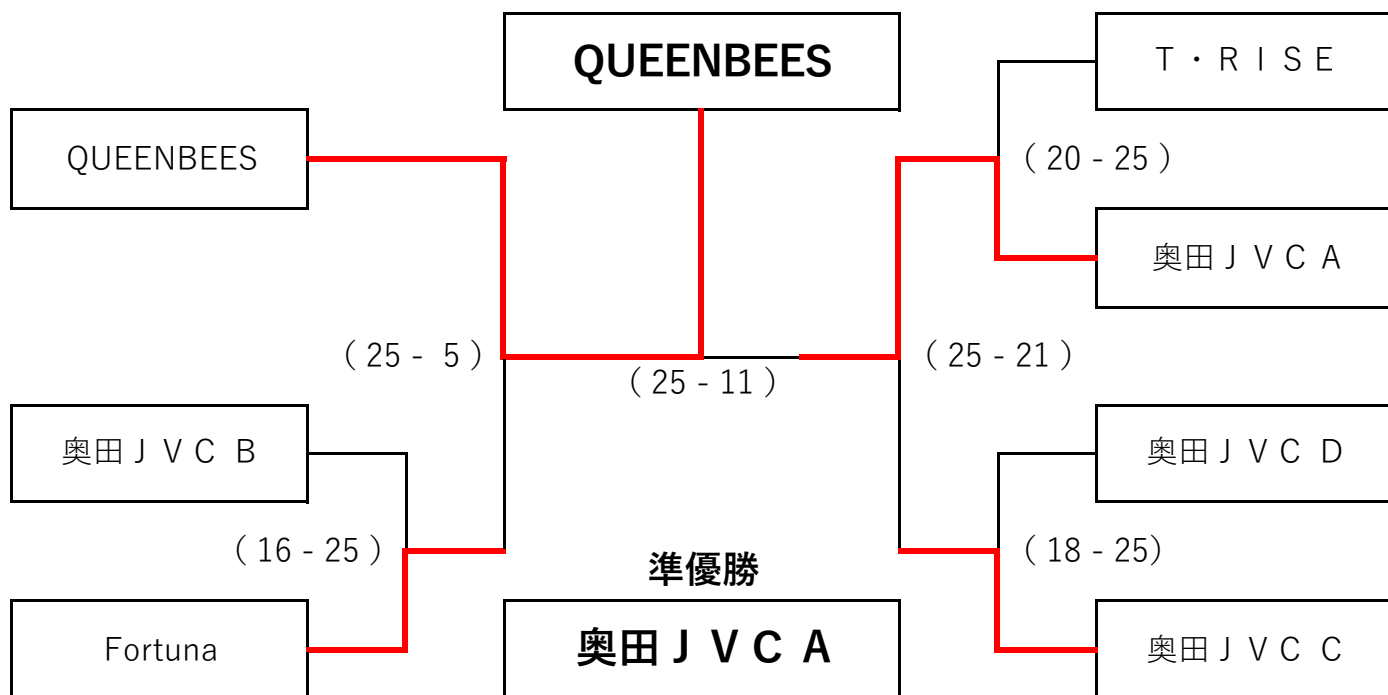 QUEENBEES
T・RISE
QUEENBEES
( 20 - 25 )
奥田JVC A
( 25 -  5 )
( 25 - 11 )
( 25 - 21 )
奥田JVC B
奥田JVC D
( 16 - 25 )
準優勝
( 18 - 25)
Fortuna
奥田JVC A
奥田JVC C